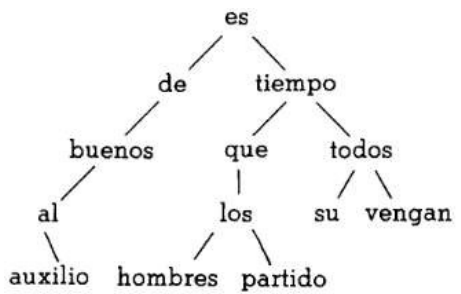 es
de tiempo
buenos que todos
al los su vengan
auxilio hombres partido